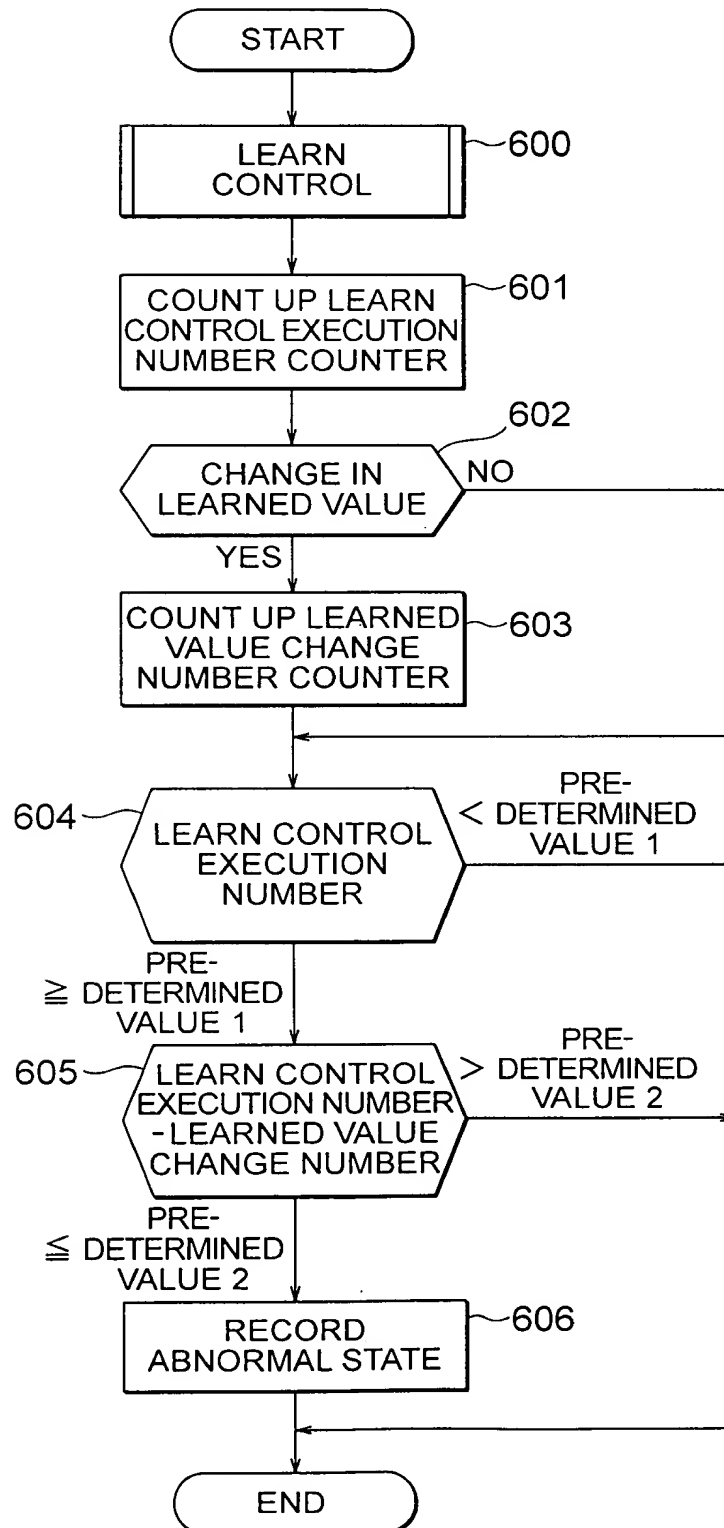 START
LEARN
CONTROL
600
COUNT UP LEARN
CONTROL EXECUTION
NUMBER COUNTER
601
602
CHANGE IN
LEARNED VALUE
NO
YES
COUNT UP LEARNED
VALUE CHANGE
NUMBER COUNTER
603
604
LEARN CONTROL
EXECUTION
NUMBER
PRE-
< DETERMINED
VALUE 1
PRE-
≧ DETERMINED
VALUE 1
605
LEARN CONTROL
EXECUTION NUMBER
-LEARNED VALUE
CHANGE NUMBER
PRE-
> DETERMINED
VALUE 2
PRE-
≦ DETERMINED
VALUE 2
RECORD
ABNORMAL STATE
606
END